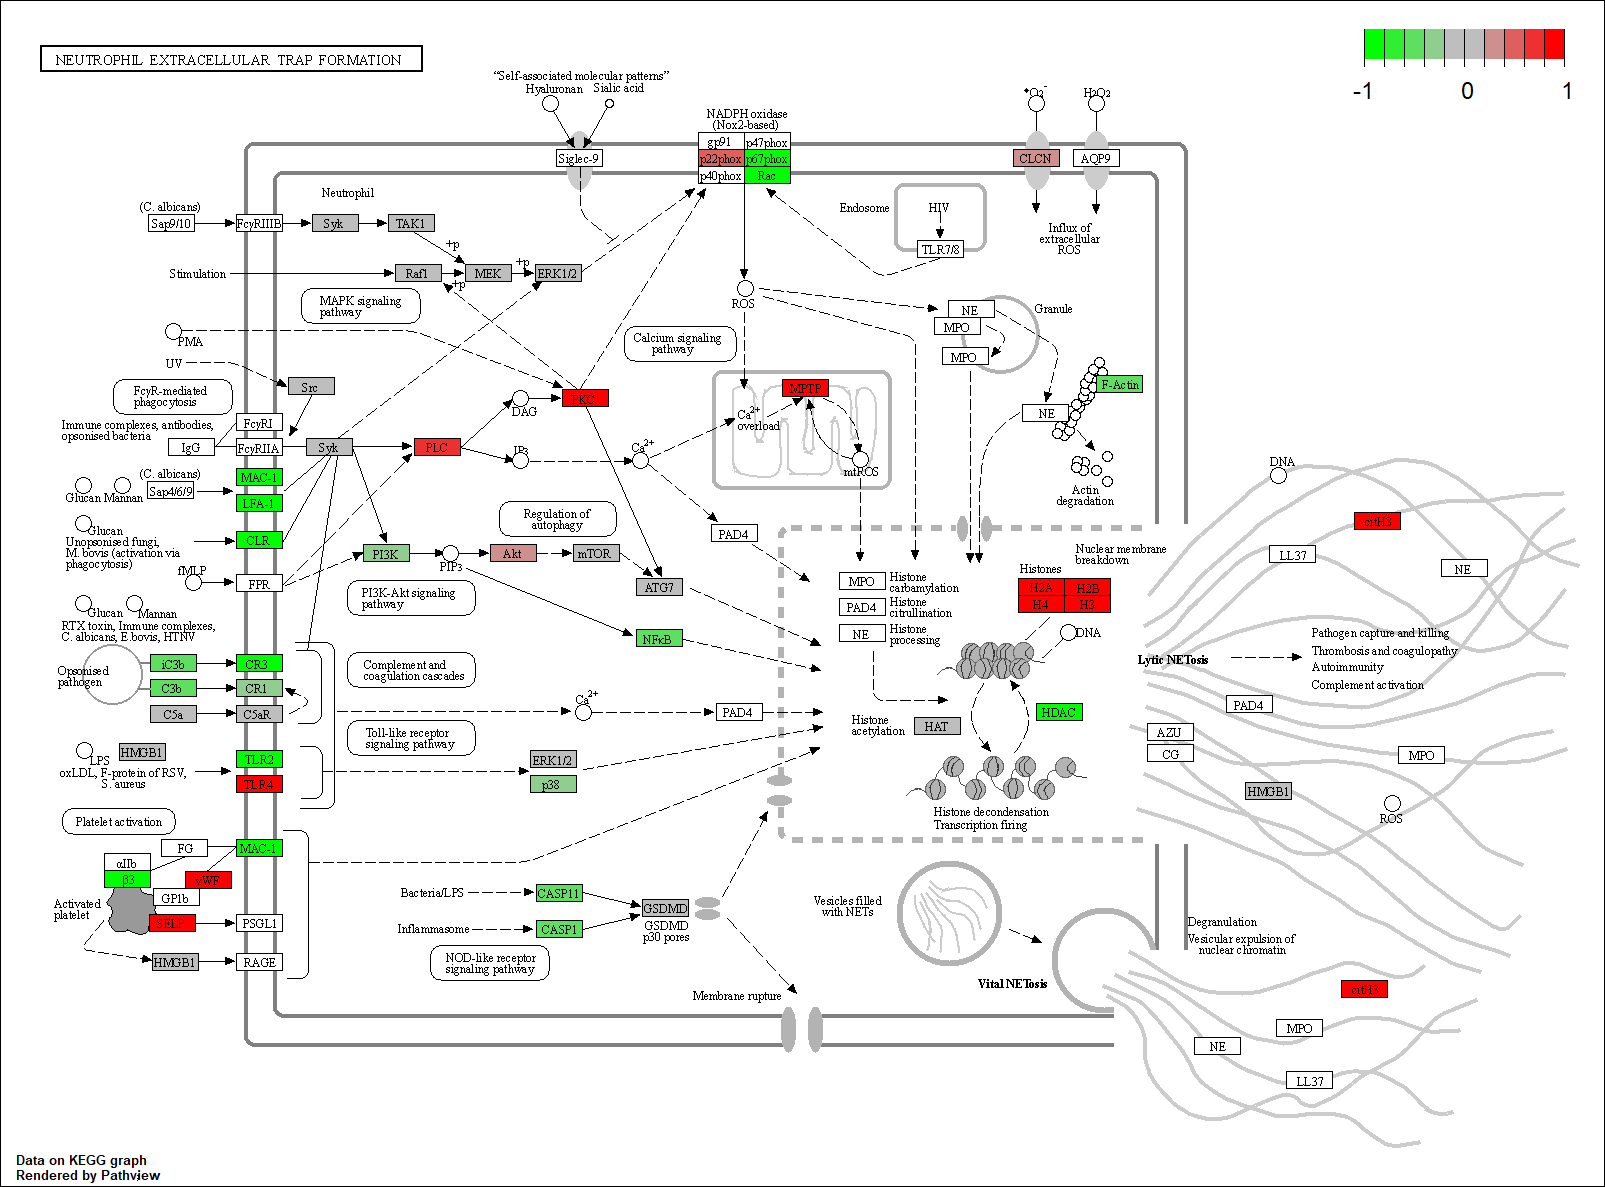 NEUTROPHIL EXTRACELLULAR TRAP FORMATION
-1
0
1
"Self-associated molecular patterns"
Hyaluronan
Sialic acid
Siglec-9
NADPH oxidase
(Nox2-based)
gp91
p47phox
p22phox
p67phox
p40phox
Rac
•O2-
H2O2
CLCN
AQP9
Influx of
extracellular
ROS
Neutrophil
Endosome
HIV
TLR7/8
(C. albicans)
Sap9/10
FcγRIIIB
Syk
TAK1
+p
Stimulation
Raf1
MEK
+p
ERK1/2
+p
MAPK signaling
pathway
ROS
NE
Granule
MPO
MPO
PMA
Calcium signaling
pathway
UV
Src
FcγR-mediated
phagocytosis
PKC
DAG
MPTP
Ca2+
overload
mtROS
F-Actin
NE
Actin
degradation
Immune complexes, antibodies,
opsonised bacteria
FcγRI
IgG
FcγRIIA
Syk
PLC
IP3
Ca2+
(C. albicans)
MAC-1
Glucan
Mannan
Sap4/6/9
LFA-1
Glucan
Unopsonised fungi,
M. bovis (activation via
phagocytosis)
CLR
fMLP
FPR
Regulation of
autophagy
PAD4
PI3K
PIP3
Akt
mTOR
ATG7
PI3K-Akt signaling
pathway
NFκB
Nuclear membrane
breakdown
MPO
Histone
carbamylation
PAD4
Histone
citrullination
NE
Histone
processing
Histones
H2A
H2B
H4
H3
DNA
Glucan
Mannan
RTX toxin, Immune complexes,
C. albicans, E.bovis, HTNV
Opsonised
pathogen
iC3b
CR3
C3b
CR1
C5a
C5aR
Complement and
coagulation cascades
Ca2+
PAD4
Toll-like receptor
signaling pathway
Histone
acetylation
HAT
HDAC
LPS
HMGB1
oxLDL, F-protein of RSV,
S. aureus
TLR2
TLR4
ERK1/2
p38
Histone decondensation
Transcription firing
Platelet activation
FG
MAC-1
αIIb
β3
vWF
GP1b
Activated
platelet
SELP
PSGL1
HMGB1
RAGE
Bacteria/LPS
CASP11
Inflammasome
CASP1
GSDMD
GSDMD
p30 pores
NOD-like receptor
signaling pathway
Membrane rupture
Vesicles filled
with NETs
Vital NETosis
Degranulation
Vesicular expulsion of
nuclear chromatin
DNA
citH3
LL37
NE
Lytic NETosis
Pathogen capture and killing
Thrombosis and coagulopathy
Autoimmunity
Complement activation
PAD4
AZU
CG
MPO
HMGB1
ROS
citH3
MPO
NE
LL37
Data on KEGG graph
Rendered by Pathview